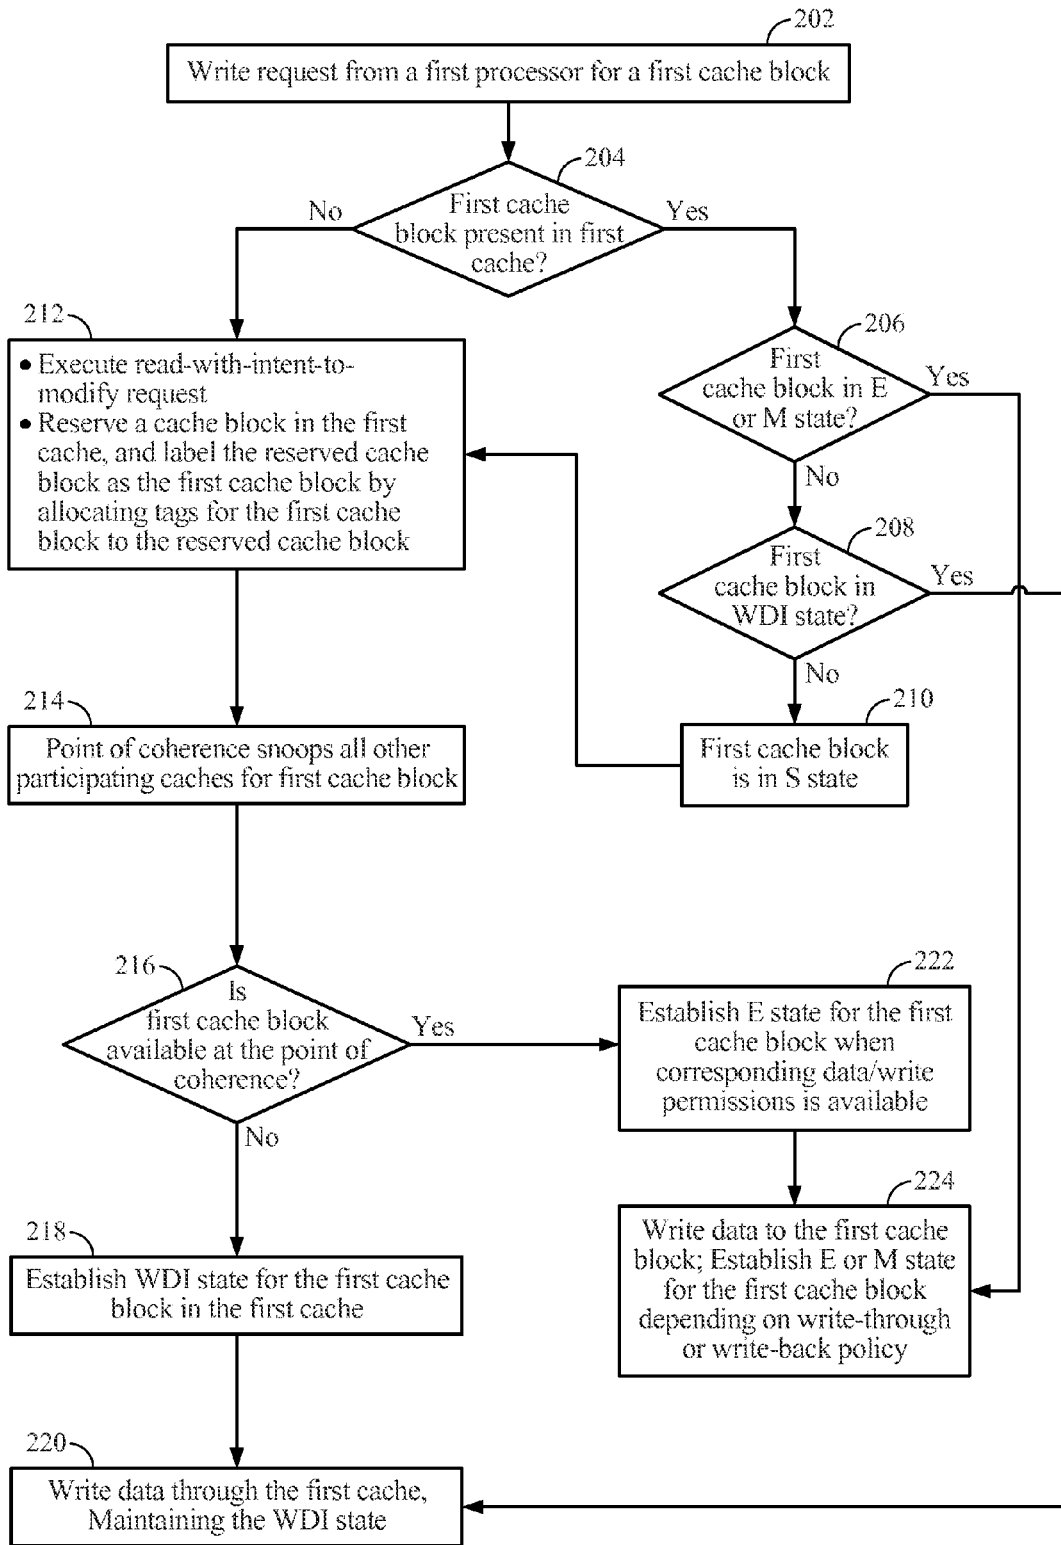 202
Write request from a first processor for a first cache block
204
First cache
block present in first
cache?
No
Yes
212
• Execute read-with-intent-to-
modify request
• Reserve a cache block in the first
cache, and label the reserved cache
block as the first cache block by
allocating tags for the first cache
block to the reserved cache block
206
First
cache block in E
or M state?
Yes
No
208
First
cache block in
WDI state?
Yes
No
210
First cache block
is in S state
214
Point of coherence snoops all other
participating caches for first cache block
216
Is
first cache block
available at the point of
coherence?
Yes
No
222
Establish E state for the first
cache block when
corresponding data/write
permissions is available
224
Write data to the first cache
block; Establish E or M state
for the first cache block
depending on write-through
or write-back policy
218
Establish WDI state for the first cache
block in the first cache
220
Write data through the first cache,
Maintaining the WDI state